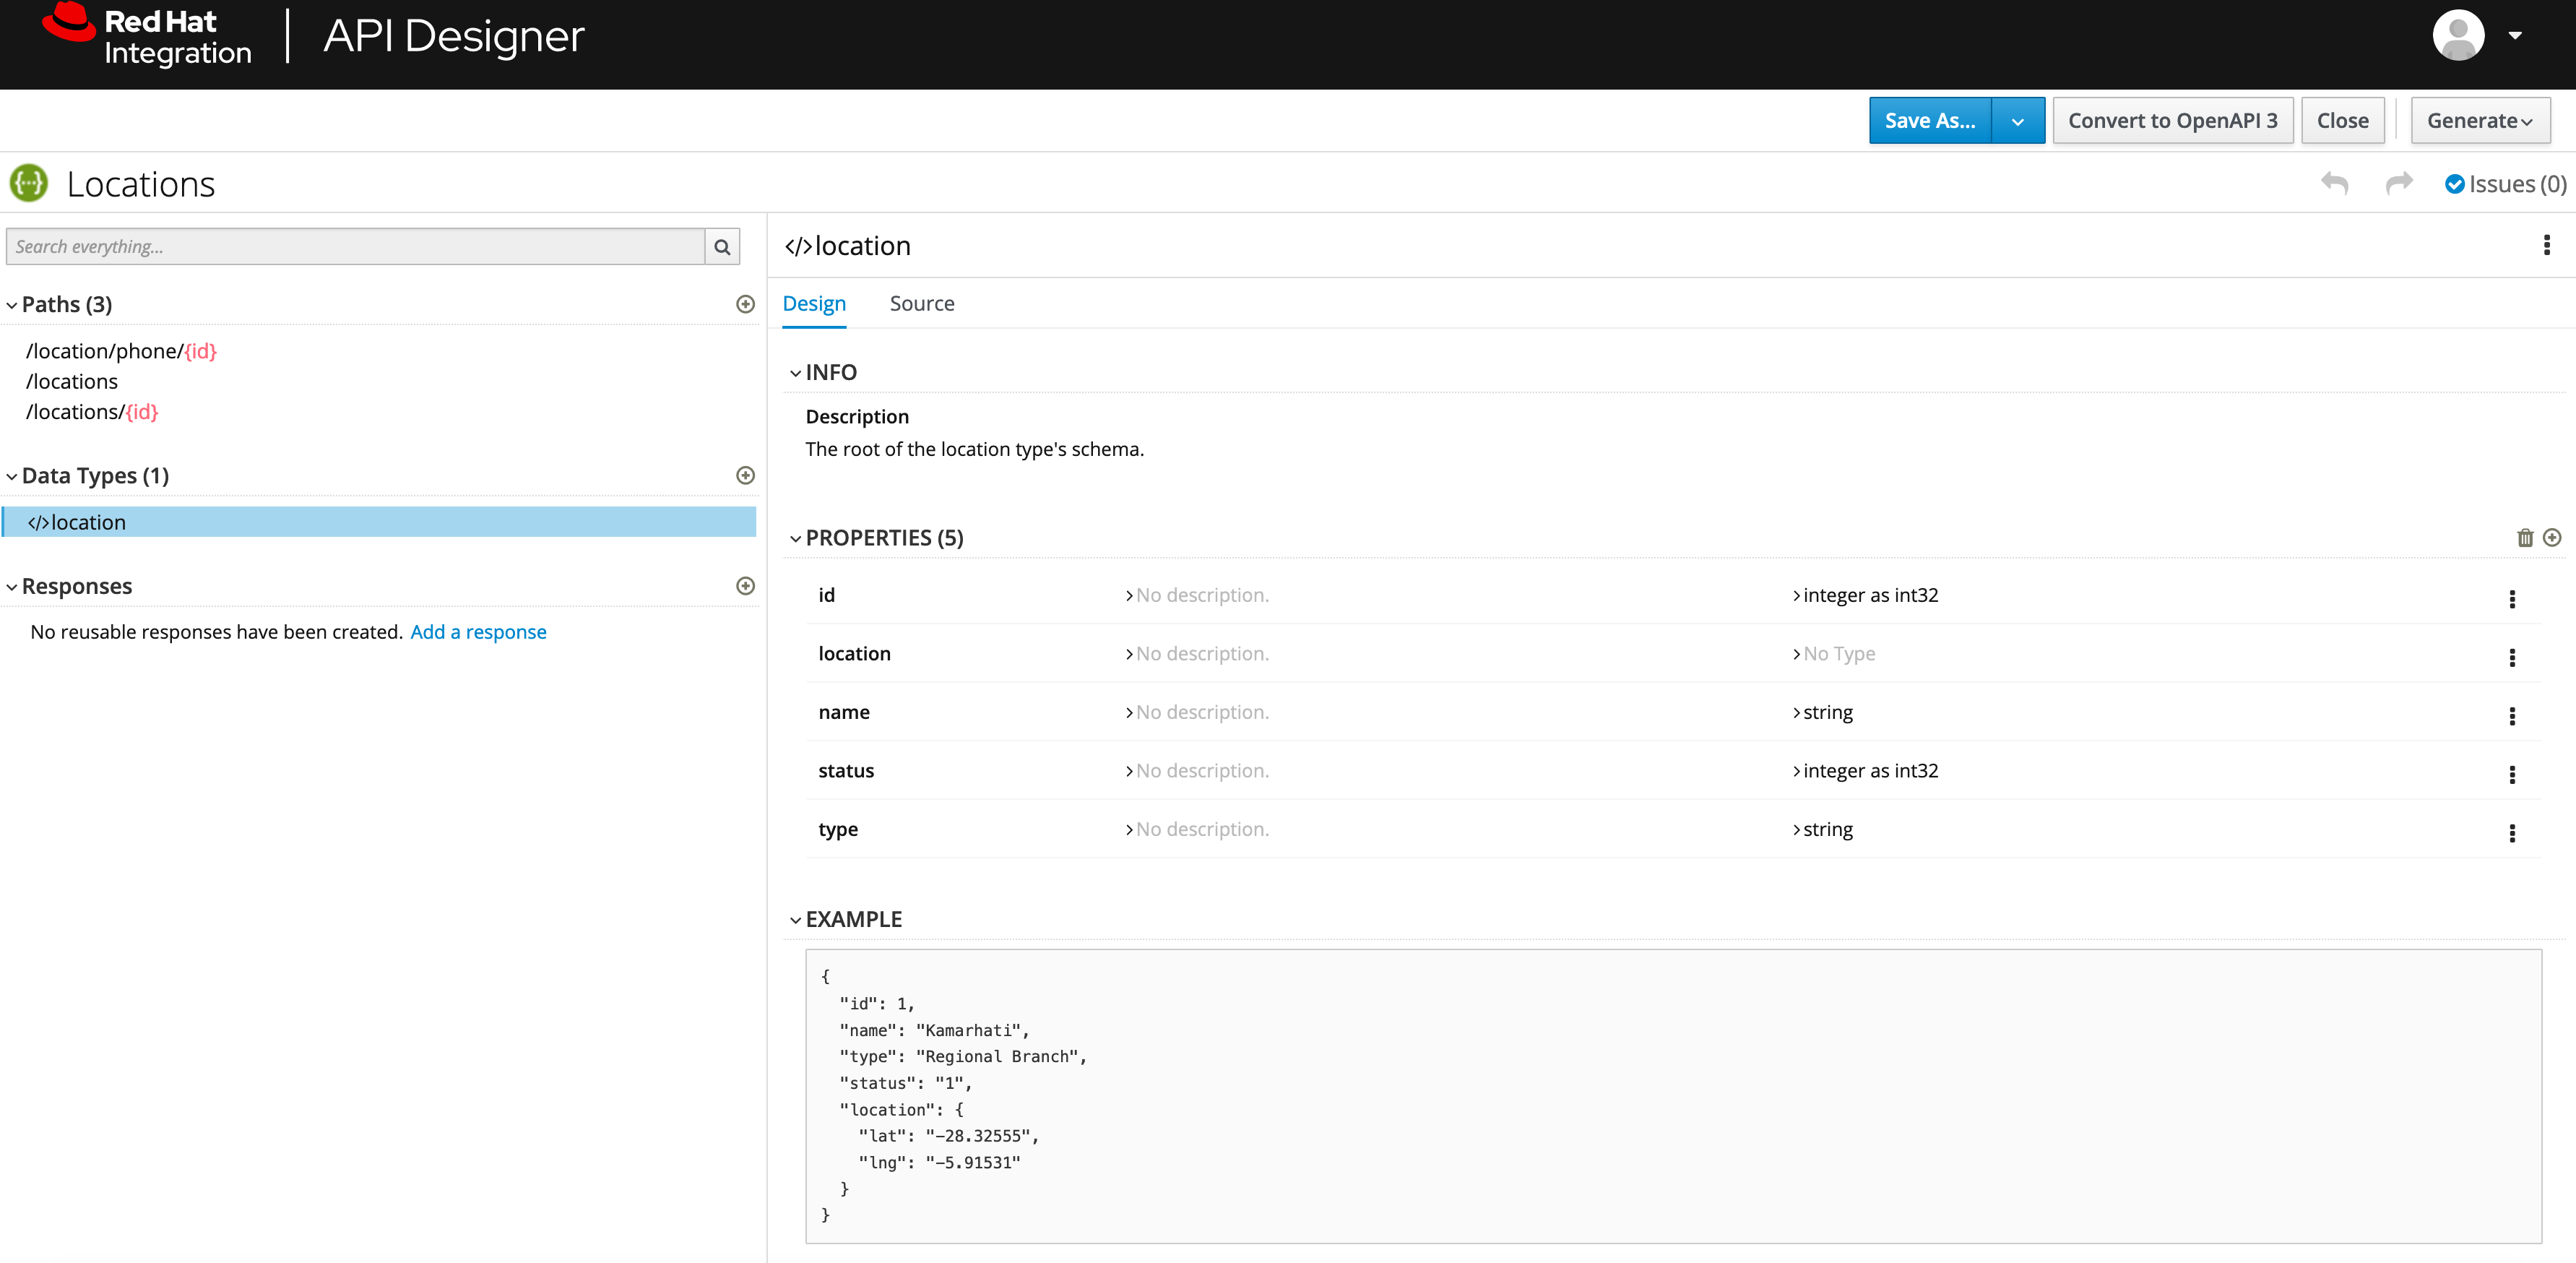 Red Hat
Integration
API Designer
Save As...
Convert to OpenAPI 3
Close
Generate
Locations
Issues (0)
Search everything...
Paths (3)
/location/phone/{id}
/locations
/locations/{id}
Data Types (1)
</>location
Responses
No reusable responses have been created. Add a response
</>location
Design
Source
INFO
Description
The root of the location type's schema.
PROPERTIES (5)
id No description. integer as int32
location No description. No Type
name No description. string
status No description. integer as int32
type No description. string
EXAMPLE
{
"id": 1,
"name": "Kamarhati",
"type": "Regional Branch",
"status": "1",
"location": {
"lat": "-28.32555",
"lng": "-5.91531"
}
}